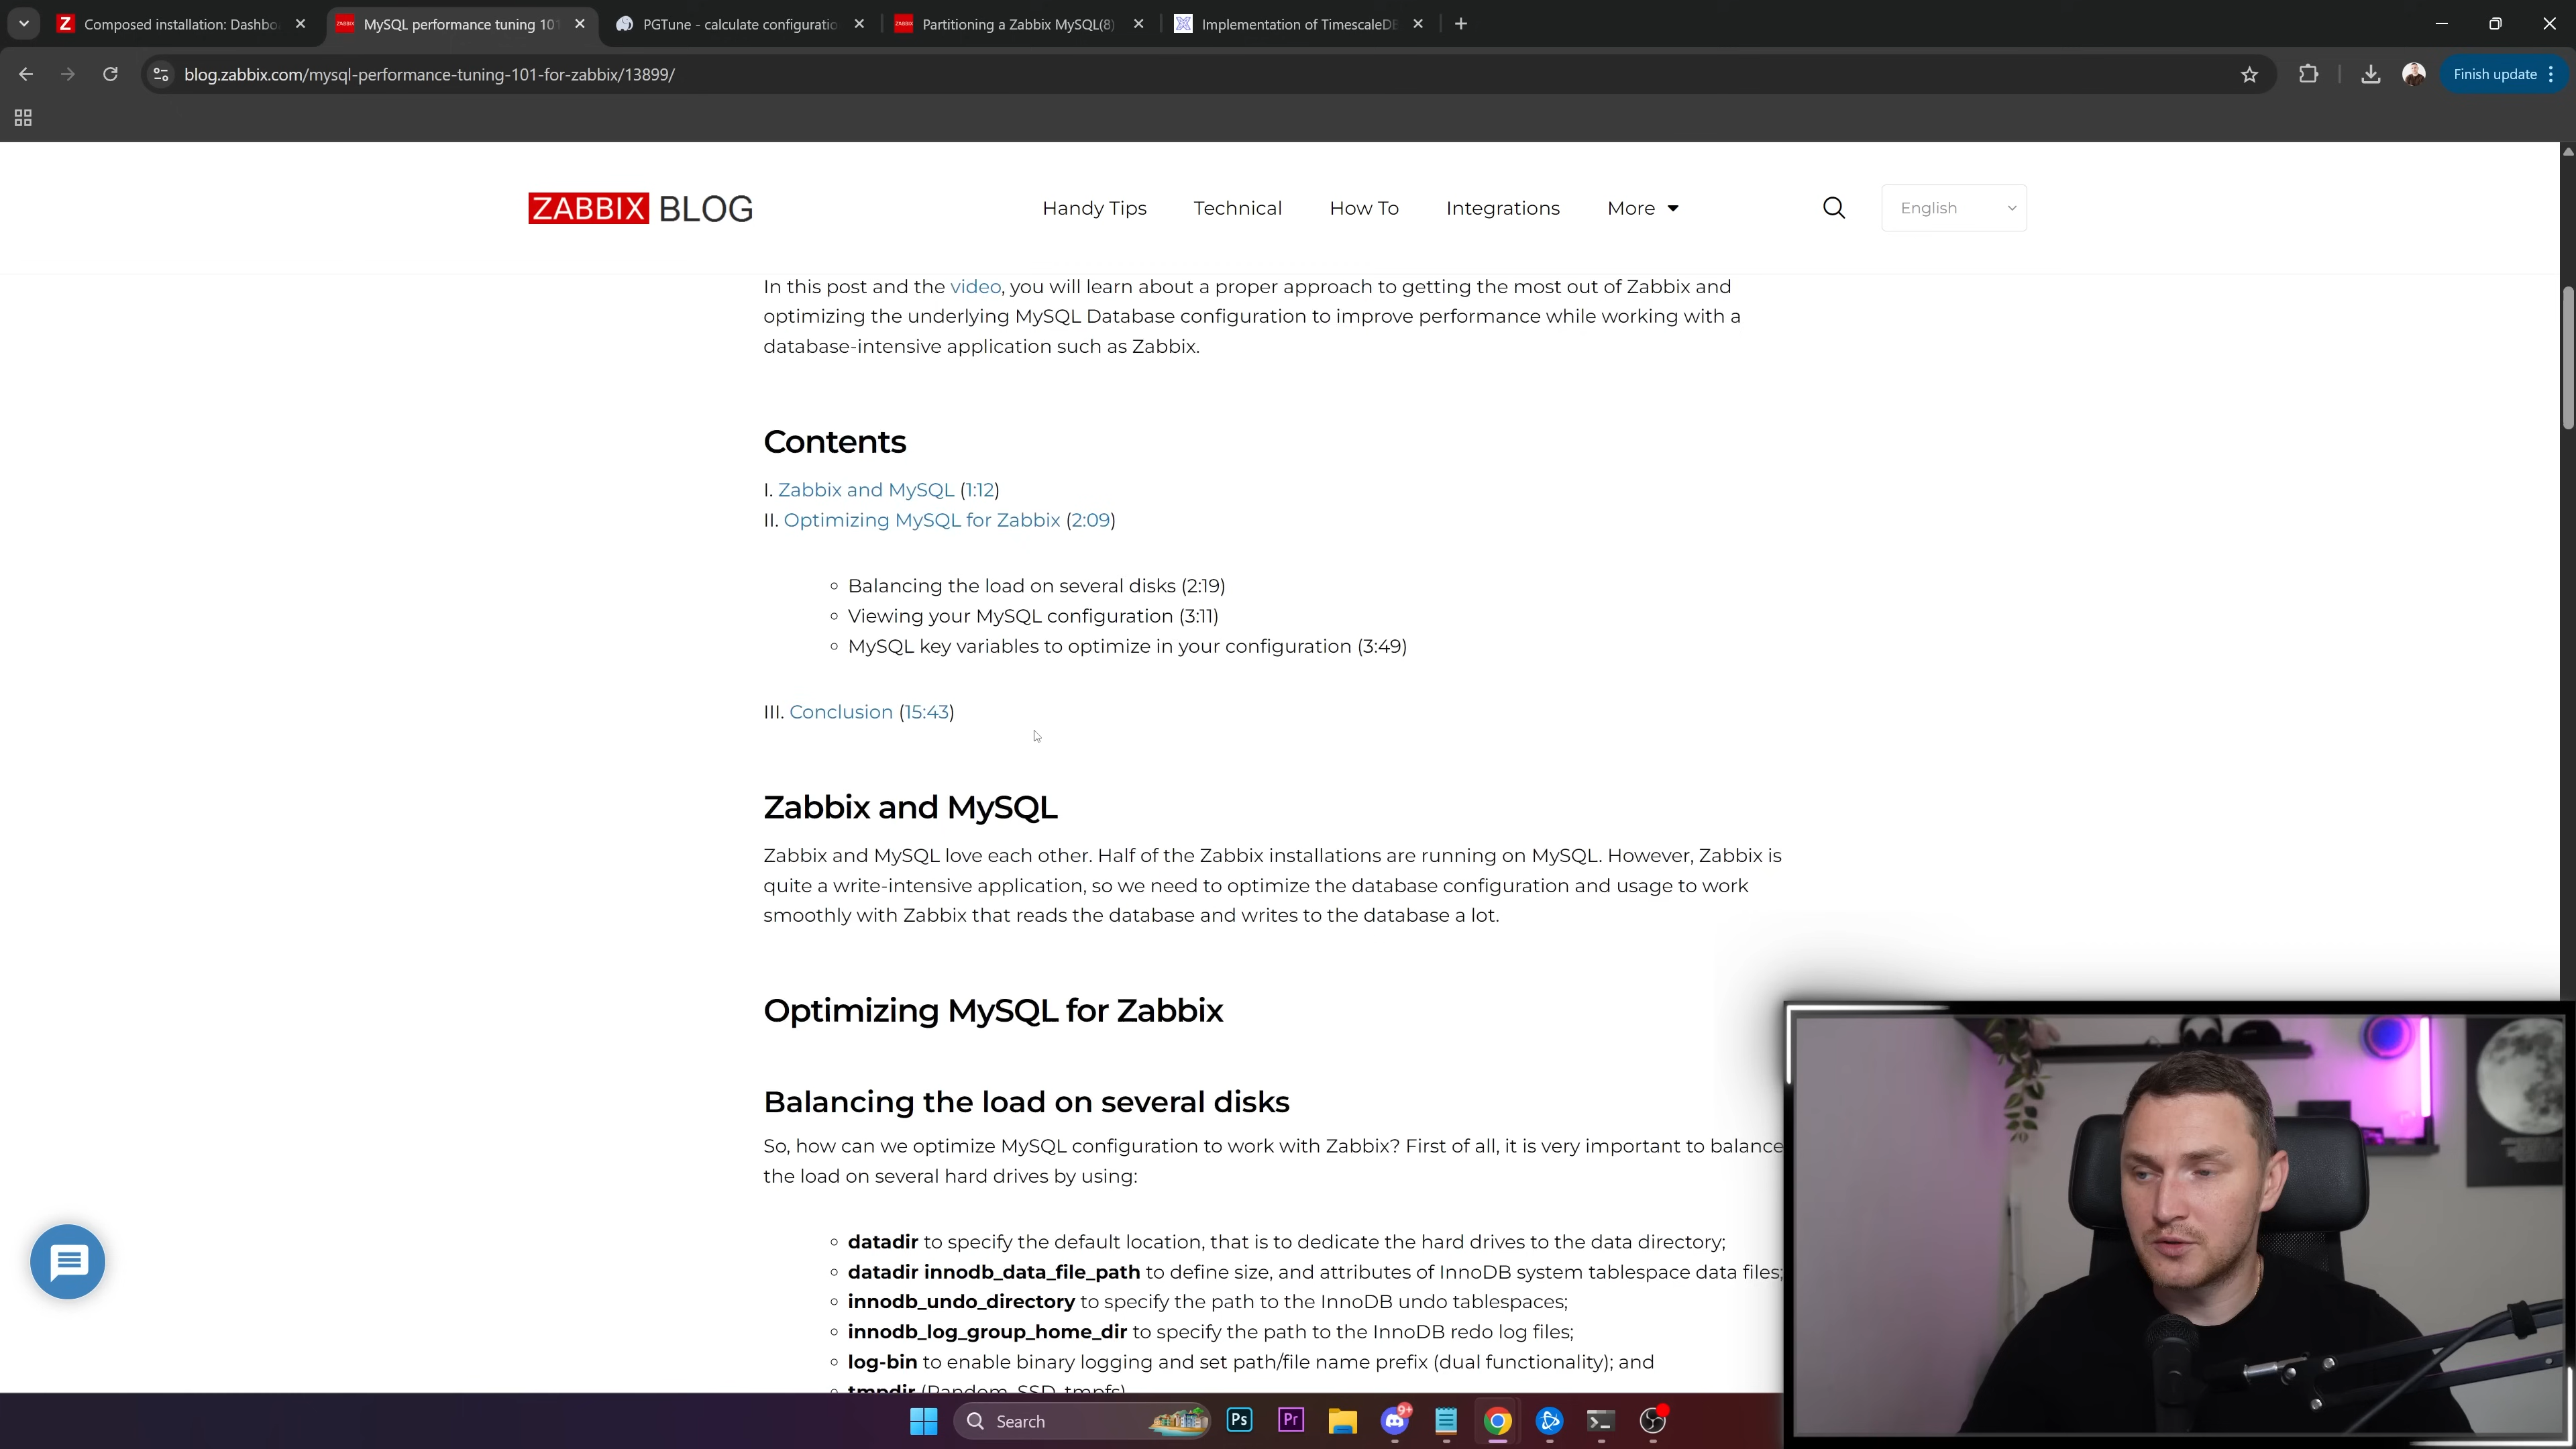 Composed installation: Dashbo
MySQL performance tuning 101
PGTune - calculate configuratio
Partitioning a Zabbix MySQL(8)
Implementation of TimescaleDB
blog.zabbix.com/mysql-performance-tuning-101-for-zabbix/13899/
Finish update
ZABBIX BLOG
Handy Tips
Technical
How To
Integrations
More
English
In this post and the video, you will learn about a proper approach to getting the most out of Zabbix and
optimizing the underlying MySQL Database configuration to improve performance while working with a
database-intensive application such as Zabbix.
Contents
I. Zabbix and MySQL (1:12)
II. Optimizing MySQL for Zabbix (2:09)
Balancing the load on several disks (2:19)
Viewing your MySQL configuration (3:11)
MySQL key variables to optimize in your configuration (3:49)
III. Conclusion (15:43)
Zabbix and MySQL
Zabbix and MySQL love each other. Half of the Zabbix installations are running on MySQL. However, Zabbix is
quite a write-intensive application, so we need to optimize the database configuration and usage to work
smoothly with Zabbix that reads the database and writes to the database a lot.
Optimizing MySQL for Zabbix
Balancing the load on several disks
So, how can we optimize MySQL configuration to work with Zabbix? First of all, it is very important to balance
the load on several hard drives by using:
datadir to specify the default location, that is to dedicate the hard drives to the data directory;
datadir innodb_data_file_path to define size, and attributes of InnoDB system tablespace data files;
innodb_undo_directory to specify the path to the InnoDB undo tablespaces;
innodb_log_group_home_dir to specify the path to the InnoDB redo log files;
log-bin to enable binary logging and set path/file name prefix (dual functionality); and
tmpdir (Random, SSD, tmpfs)
Search
Ps
Pr
9+